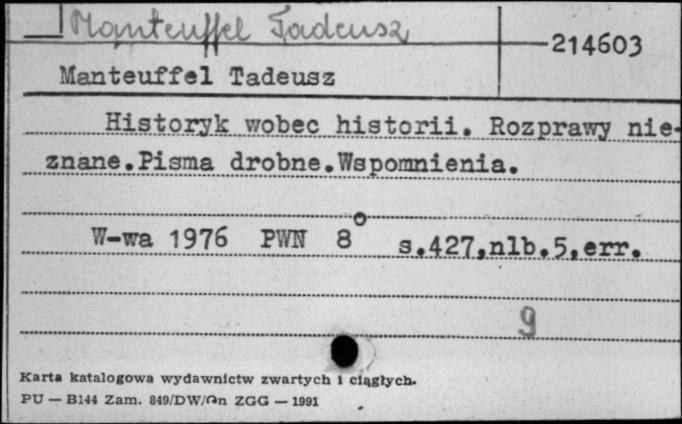 Manteuffel Tadeusz
214603
Manteuffel Tadeusz
Historyk wobec historii. Rozprawy nie-
znane.Pisma drobne.Wspomnienia.
W-wa 1976 PWN 8° s.427,nlb.5,err.
9
Karta katalogowa wydawnictw zwartych i ciągłych.
PU — B144 Zam. 849/DW/Gn ZGG — 1991